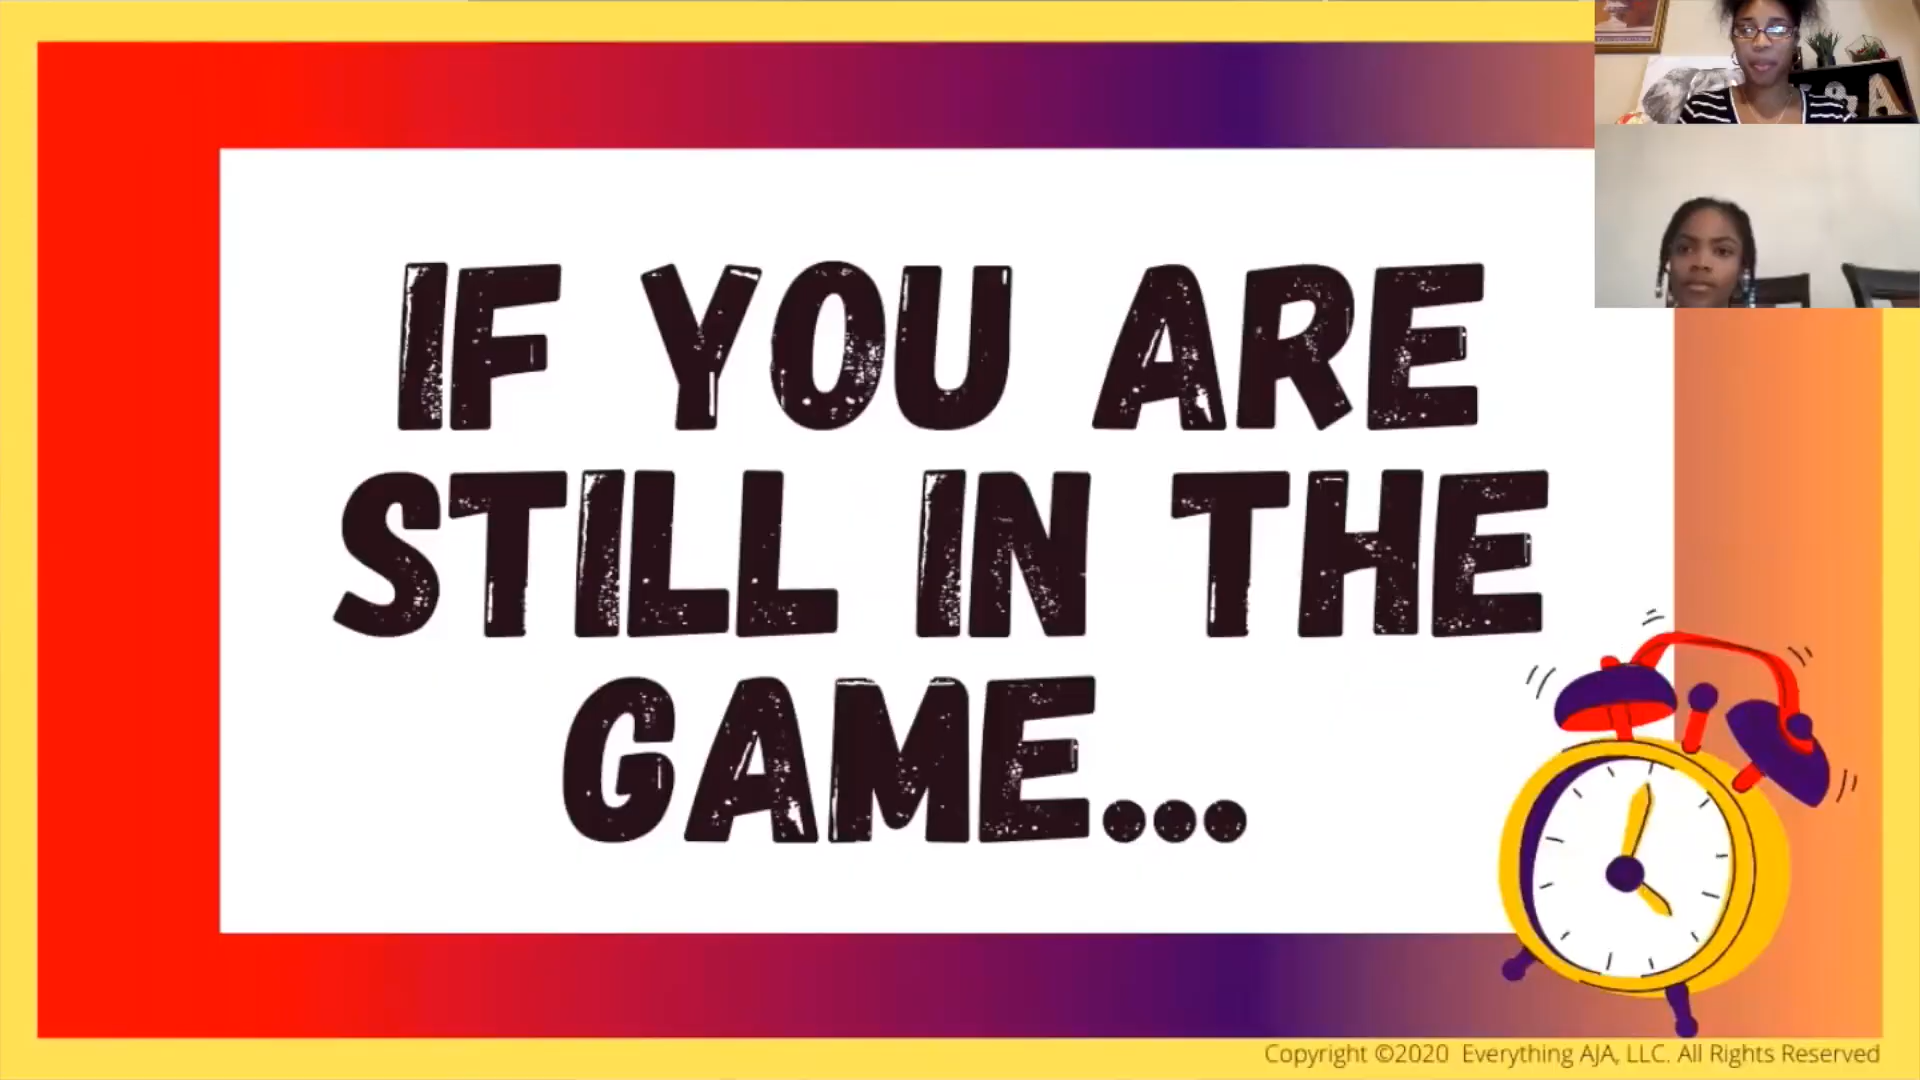 IF YOU ARE
STILL IN THE
GAME...
Copyright ©2020 Everything AJA, LLC. All Rights Reserved